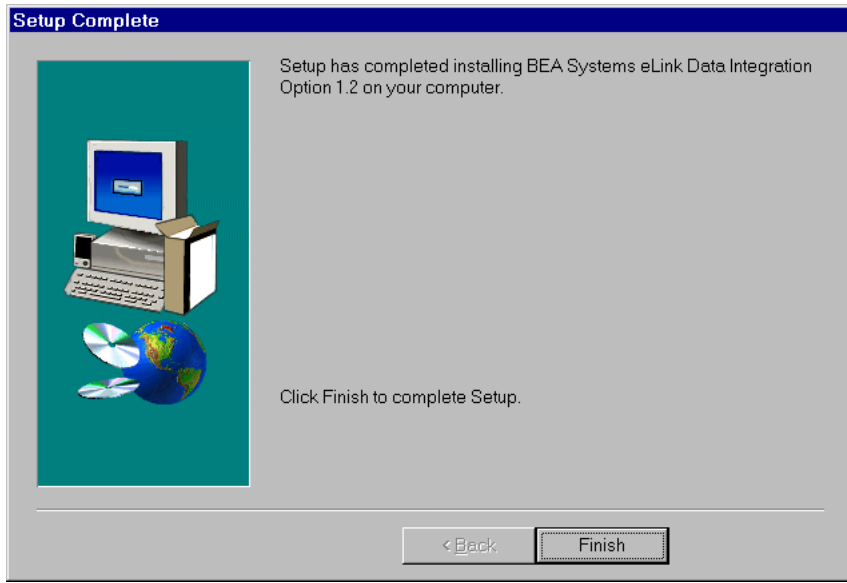 Setup Complete
Setup has completed installing BEA Systems eLink Data Integration
Option 1.2 on your computer.
Click Finish to complete Setup.
< Back
Finish